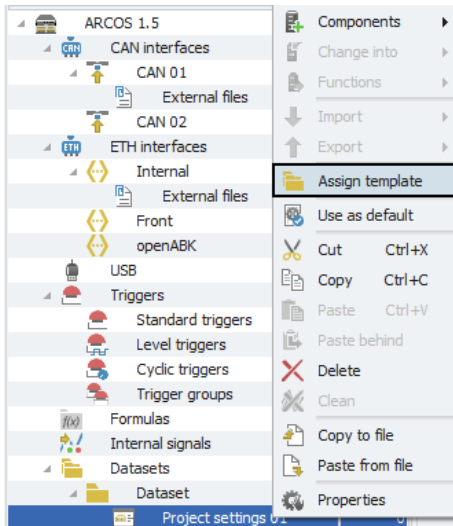 ARCOS 1.5
CAN interfaces
CAN 01
External files
CAN 02
ETH interfaces
Internal
External files
Front
openABK
USB
Triggers
Standard triggers
Level triggers
Cyclic triggers
Trigger groups
f(x) Formulas
Internal signals
Datasets
Dataset
Project settings 01 0
Components
Change into
Functions
Import
Export
Assign template
Use as default
Cut Ctrl+X
Copy Ctrl+C
Paste Ctrl+V
Paste behind
Delete
Clean
Copy to file
Paste from file
Properties